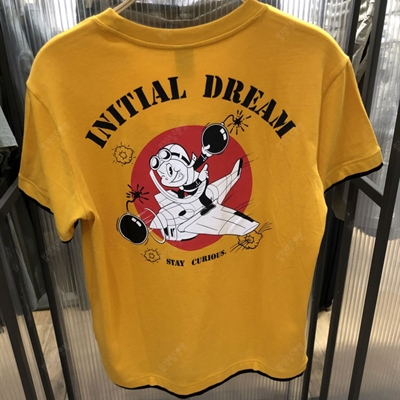 INITIAL DREAM
STAY CURIOUS.